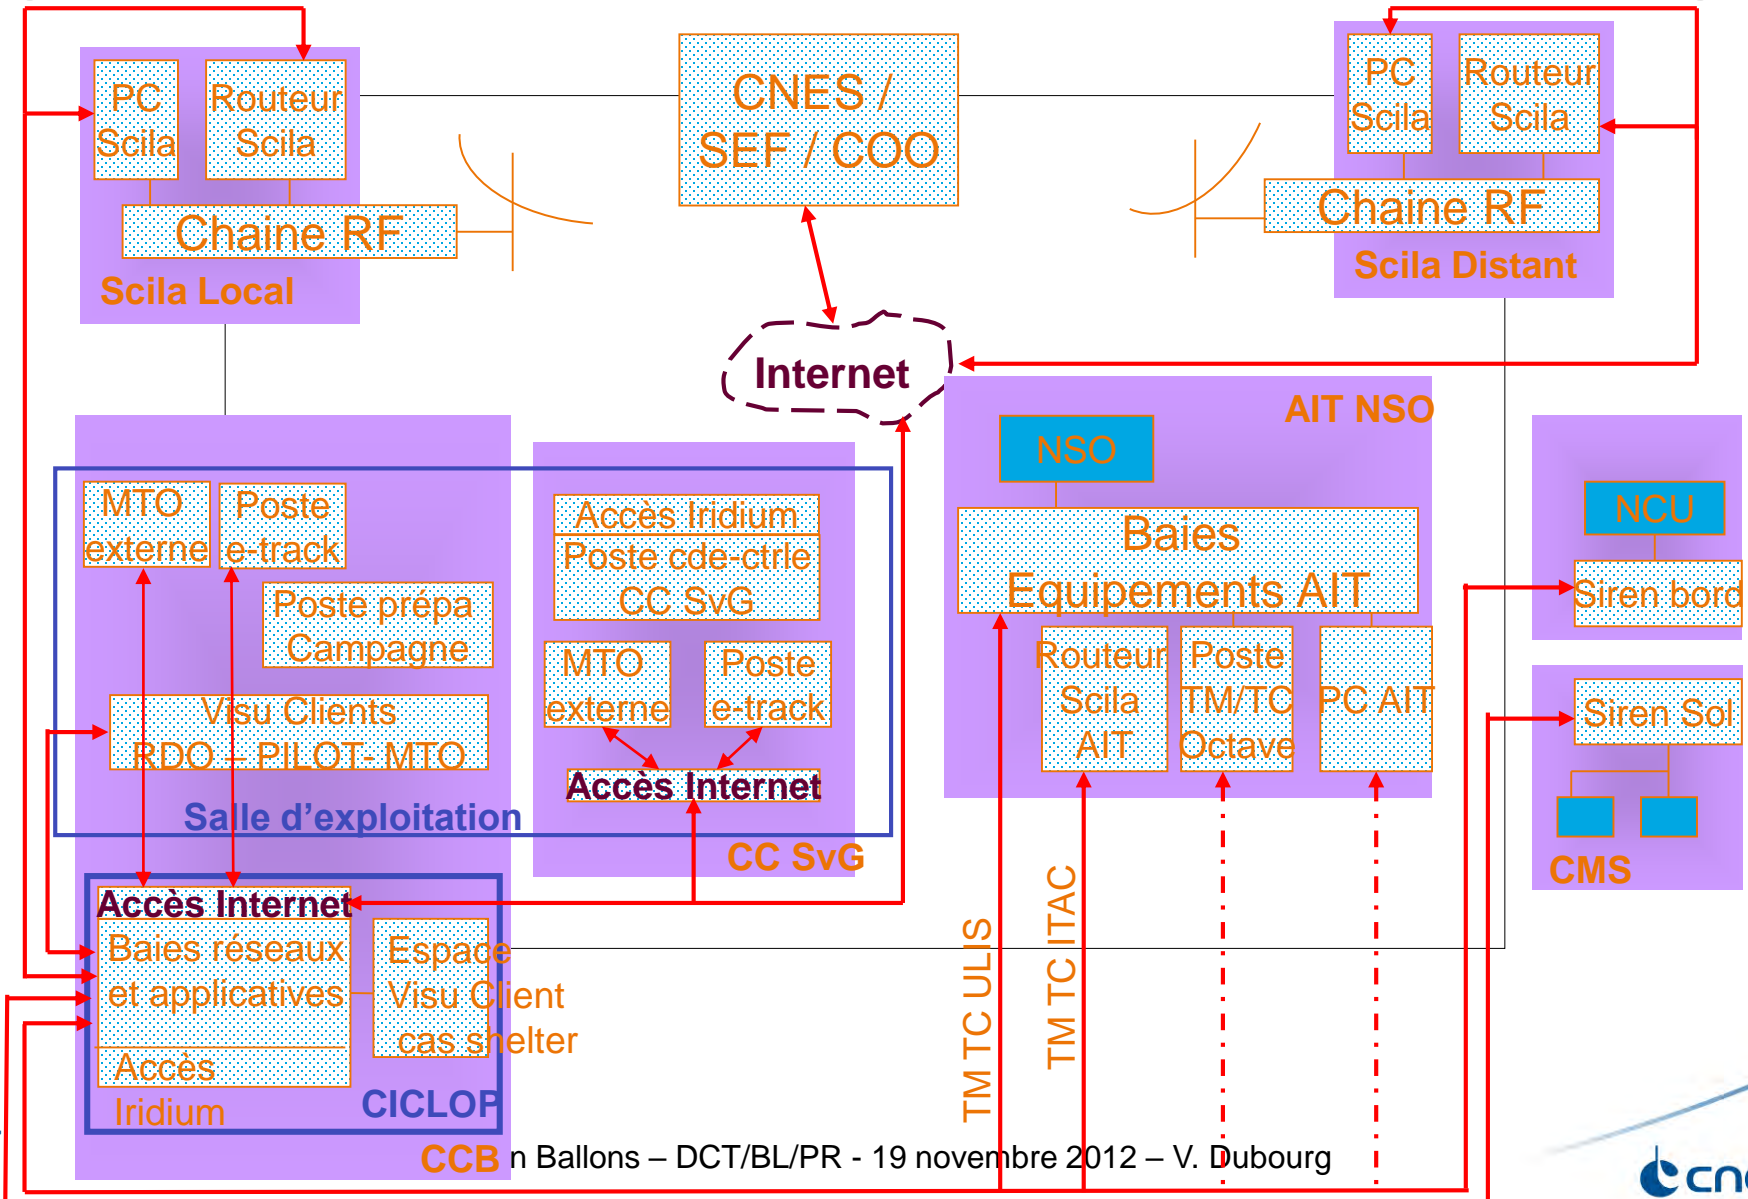 PC
Scila
Routeur
Scila
Chaine RF
Scila Local
CNES /
SEF / COO
PC
Scila
Routeur
Scila
Chaine RF
Scila Distant
Internet
MTO
externe
Poste
e-track
Poste prépa
Campagne
Visu Clients
RDO – PILOT- MTO
Salle d'exploitation
Accès Iridium
Poste cde-ctrle
CC SvG
MTO
externe
Poste
e-track
Accès Internet
CC SvG
AIT NSO
NSO
Baies
Equipements AIT
Routeur
Scila
AIT
Poste
TM/TC
Octave
PC AIT
NCU
Siren bord
Siren Sol
CMS
Accès Internet
Baies réseaux
et applicatives
Accès
Iridium
Espace
Visu Client
cas shelter
CICLOP
CCB
TM TC ULIS
TM TC ITAC
n Ballons – DCT/BL/PR - 19 novembre 2012 – V. Dubourg